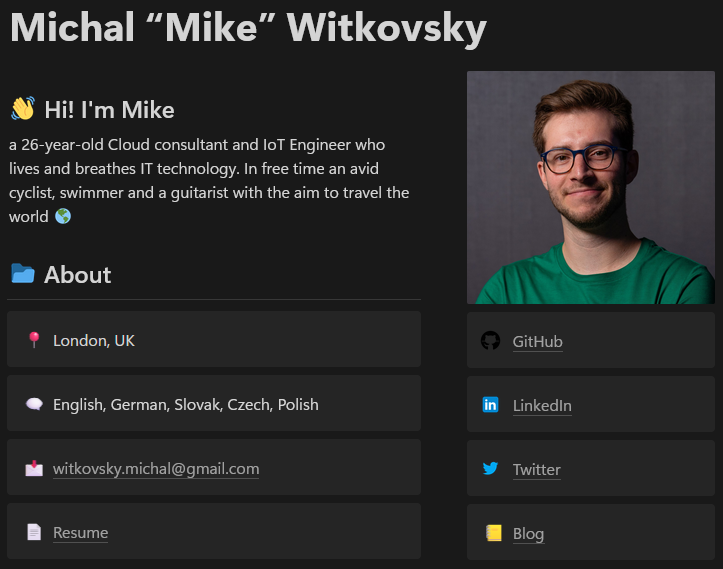 Michal “Mike” Witkovsky
👋 Hi! I'm Mike
a 26-year-old Cloud consultant and IoT Engineer who
lives and breathes IT technology. In free time an avid
cyclist, swimmer and a guitarist with the aim to travel the
world 🌎
📂 About
📍 London, UK
🗨️ English, German, Slovak, Czech, Polish
📩 witkovsky.michal@gmail.com
📄 Resume
GitHub
in LinkedIn
Twitter
📒 Blog